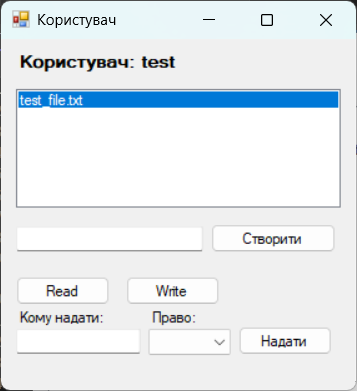 Користувач
Користувач: test
test_file.txt
Створити
Read Write
Кому надати: Право:
Надати